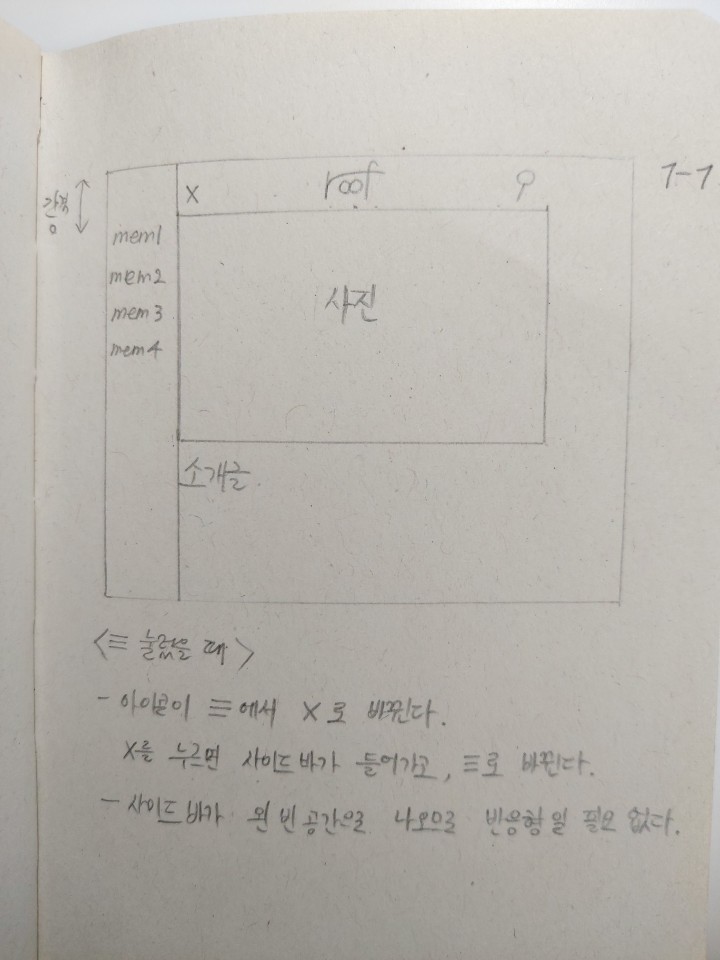 1-1
X roof
간격
mem1
mem2
mem3
mem4
사진
소개글.
<≡ 눌렀을 때>
- 아이콘이 ≡에서 X로 바뀐다.
X를 누르면 사이드바가 들어가고, ≡로 바뀐다.
- 사이드바가 왼 빈 공간으로 나오므로 반응형일 필요 없다.